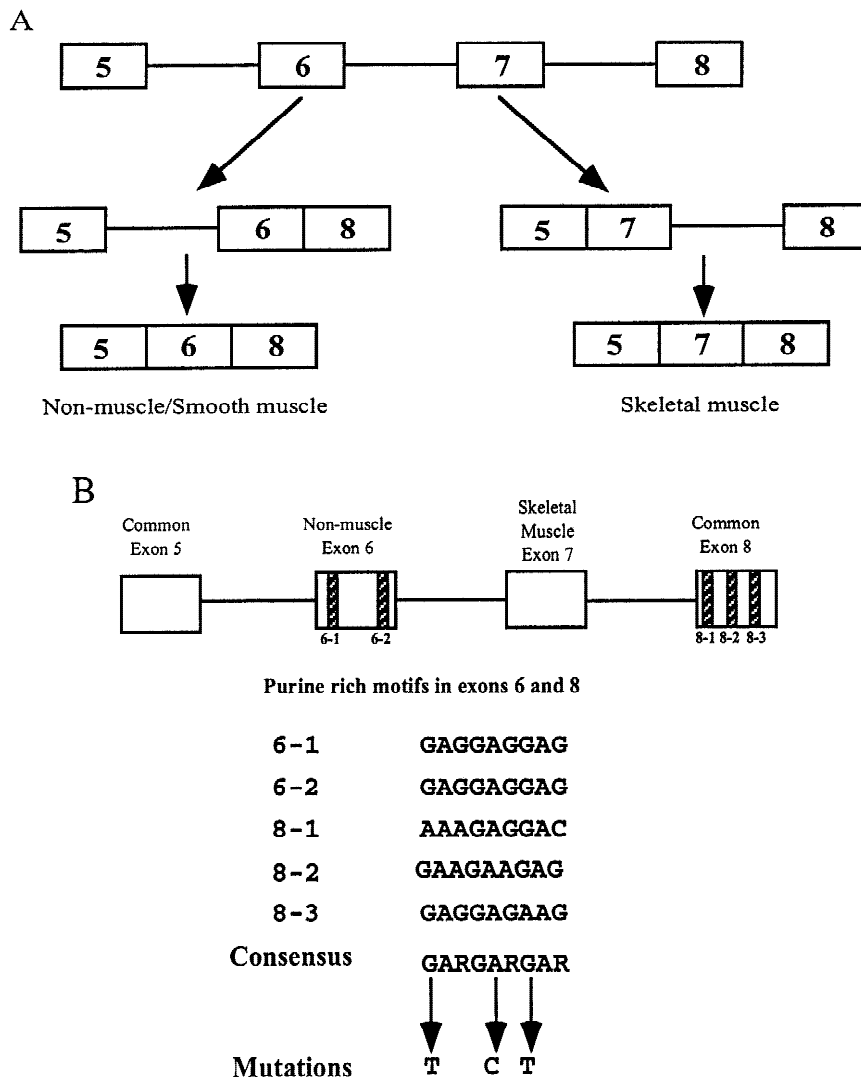 A
5 6 7 8
5 6 8 5 7 8
5 6 8 5 7 8
Non-muscle/Smooth muscle Skeletal muscle
B
Common
Exon 5
Non-muscle
Exon 6
Skeletal
Muscle
Exon 7
Common
Exon 8
6-1 6-2 8-1 8-2 8-3
Purine rich motifs in exons 6 and 8
6-1 GAGGAGGAG
6-2 GAGGAGGAG
8-1 AAAGAGGAC
8-2 GAAGAAGAG
8-3 GAGGAGAAG
Consensus GARGARGAR
Mutations T C T